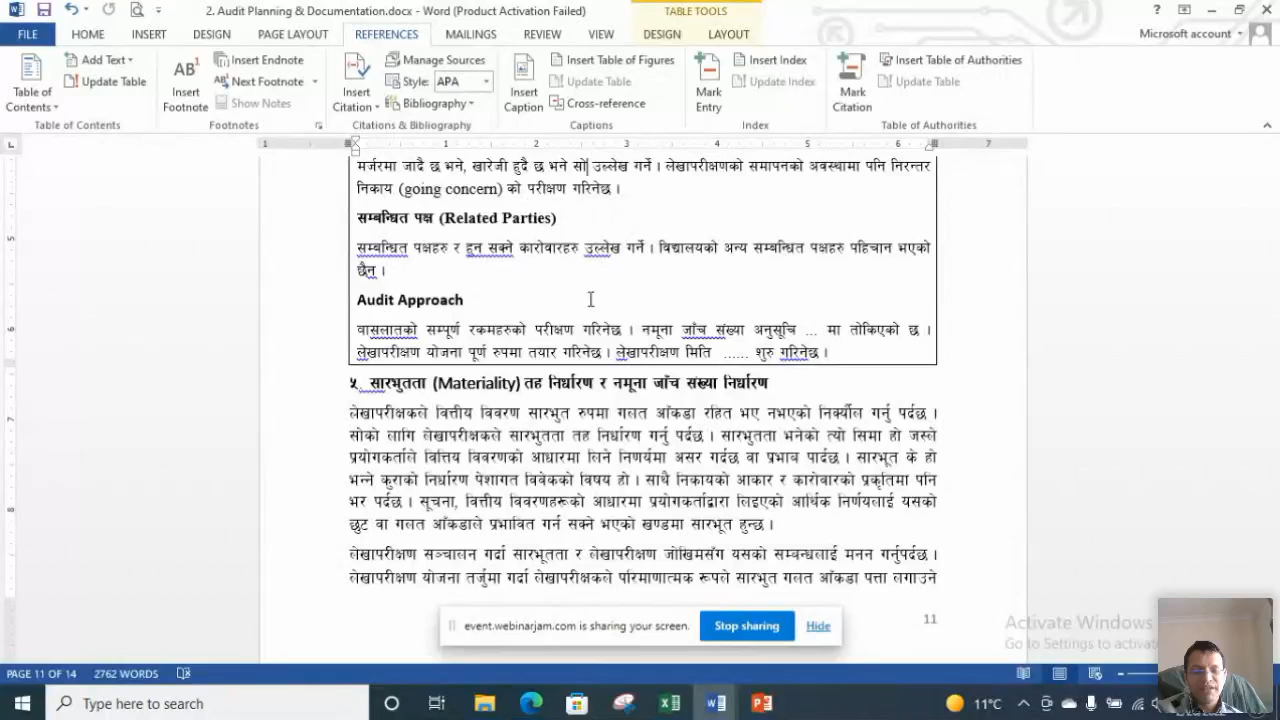 2. Audit Planning & Documentation.docx - Word (Product Activation Failed)
TABLE TOOLS
FILE HOME INSERT DESIGN PAGE LAYOUT REFERENCES MAILINGS REVIEW VIEW DESIGN LAYOUT
Microsoft account
Table of Contents
Add Text
Update Table
Table of Contents
AB¹
Insert Footnote
Insert Endnote
Next Footnote
Show Notes
Footnotes
Insert Citation
Manage Sources
Style: APA
Bibliography
Citations & Bibliography
Insert Caption
Insert Table of Figures
Update Table
Cross-reference
Captions
Mark Entry
Insert Index
Update Index
Index
Mark Citation
Insert Table of Authorities
Update Table
Table of Authorities
1 1 2 3 4 5 6 7
मर्जरमा जादै छ भने, खारेजी हुदै छ भने सो उल्लेख गर्ने । लेखापरीक्षणको समापनको अवस्थामा पनि निरन्तर
निकाय (going concern) को परीक्षण गरिनेछ ।
सम्बन्धित पक्ष (Related Parties)
सम्बन्धित पक्षहरु र हुन सक्ने कारोवारहरु उल्लेख गर्ने । विद्यालयको अन्य सम्बन्धित पक्षहरु पहिचान भएको
छैन् ।
Audit Approach
वासलातको सम्पूर्ण रकमहरुको परीक्षण गरिनेछ । नमूना जाँच संख्या अनुसूचि ... मा तोकिएको छ ।
लेखापरीक्षण योजना पूर्ण रुपमा तयार गरिनेछ । लेखापरीक्षण मिति ...... शुरु गरिनेछ ।
५. सारभुतता (Materiality) तह निर्धारण र नमूना जाँच संख्या निर्धारण
लेखापरीक्षकले वित्तीय विवरण सारभुत रुपमा गलत आँकडा रहित भए नभएको निर्क्यौल गर्नु पर्दछ ।
सोको लागि लेखापरीक्षकले सारभुतता तह निर्धारण गर्नु पर्दछ । सारभुतता भनेको त्यो सिमा हो जस्ले
प्रयोगकर्ताले वित्तिय विवरणको आधारमा लिने निर्णयमा असर गर्दछ वा प्रभाब पार्दछ । सारभूत के हो
भन्ने कुराको निर्धारण पेशागत विवेकको विषय हो । साथै निकायको आकार र कारोवारको प्रकृतिमा पनि
भर पर्दछ । सूचना, वित्तीय विवरणहरूको आधारमा प्रयोगकर्ताद्वारा लिइएको आर्थिक निर्णयलाई यसको
छुट वा गलत आँकडाले प्रभावित गर्न सक्ने भएको खण्डमा सारभूत हुन्छ ।
लेखापरीक्षण सञ्चालन गर्दा सारभूतता र लेखापरीक्षण जोखिमसंग यसको सम्बन्धलाई मनन गर्नुपर्दछ ।
लेखापरीक्षण योजना तर्जुमा गर्दा लेखापरीक्षकले परिमाणात्मक रूपले सारभुत गलत आँकडा पत्ता लगाउने
11
event.webinarjam.com is sharing your screen. Stop sharing Hide
Activate Windows
Go to Settings to activate
PAGE 11 OF 14 2762 WORDS
Type here to search
11°C